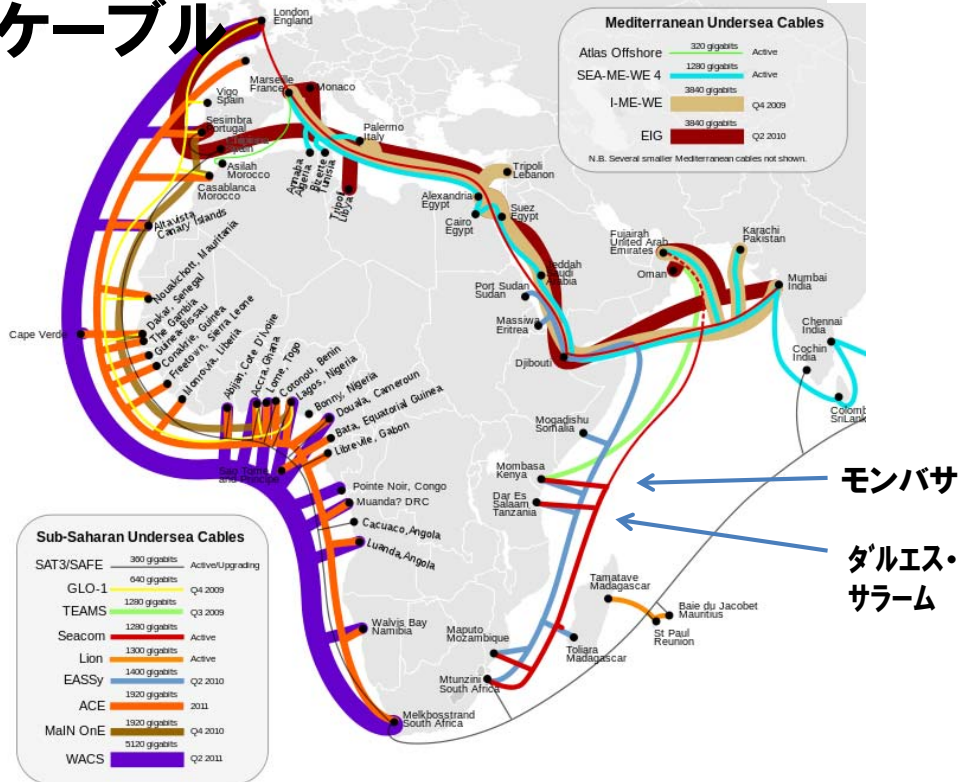 ケーブル
London
England
Mediterranean Undersea Cables
320 gigabits
Atlas Offshore
Active
1280 gigabits
SEA-ME-WE 4
Active
3840 gigabits
I-ME-WE
Q4 2009
3840 gigabits
EIG
Q2 2010
N.B. Several smaller Mediterranean cables not shown.
Marseille
France
Monaco
Vigo
Spain
Sesimbra
Portugal
Spain
Asilah
Morocco
Casablanca
Morocco
Palermo
Italy
Annaba
Algeria
Bizerte
Tunisia
Tripoli
Libya
Tripoli
Lebanon
Alexandria
Egypt
Cairo
Egypt
Suez
Egypt
Altavista
Canary Islands
Nouakchott, Mauritania
Cape Verde
Dakar, Senegal
The Gambia
Guinea-Bissau
Conakrie, Guinea
Freetown, Sierra Leone
Monrovia, Liberia
Abijan, Cote D'Ivoire
Accra, Ghana
Lome, Togo
Cotonou, Benin
Lagos, Nigeria
Bonny, Nigeria
Douala, Cameroun
Bata, Equatorial Guinea
Libreville, Gabon
Sao Tome
and Principe
Pointe Noir, Congo
Muanda? DRC
Cacuaco, Angola
Luanda, Angola
Walvis Bay
Namibia
Melkbosstrand
South Africa
Jeddah
Saudi
Arabia
Port Sudan
Sudan
Massiwa
Eritrea
Djibouti
Fujairah
United Arab
Emirates
Oman
Karachi
Pakistan
Mumbai
India
Chennai
India
Cochin
India
Colomb
SriLank
Mogadishu
Somalia
Mombasa
Kenya
Dar Es
Salaam
Tanzania
モンバサ
ダルエス・
サラーム
Tamatave
Madagascar
Baie du Jacobet
Mauritius
St Paul
Reunion
Toliara
Madagascar
Maputo
Mozambique
Mtunzini
South Africa
Sub-Saharan Undersea Cables
360 gigabits
SAT3/SAFE
Active/Upgrading
640 gigabits
GLO-1
Q4 2009
1280 gigabits
TEAMS
Q3 2009
1280 gigabits
Seacom
Active
1300 gigabits
Lion
Active
1400 gigabits
EASSy
Q2 2010
1920 gigabits
ACE
2011
1920 gigabits
MaIN OnE
Q4 2010
5120 gigabits
WACS
Q2 2011